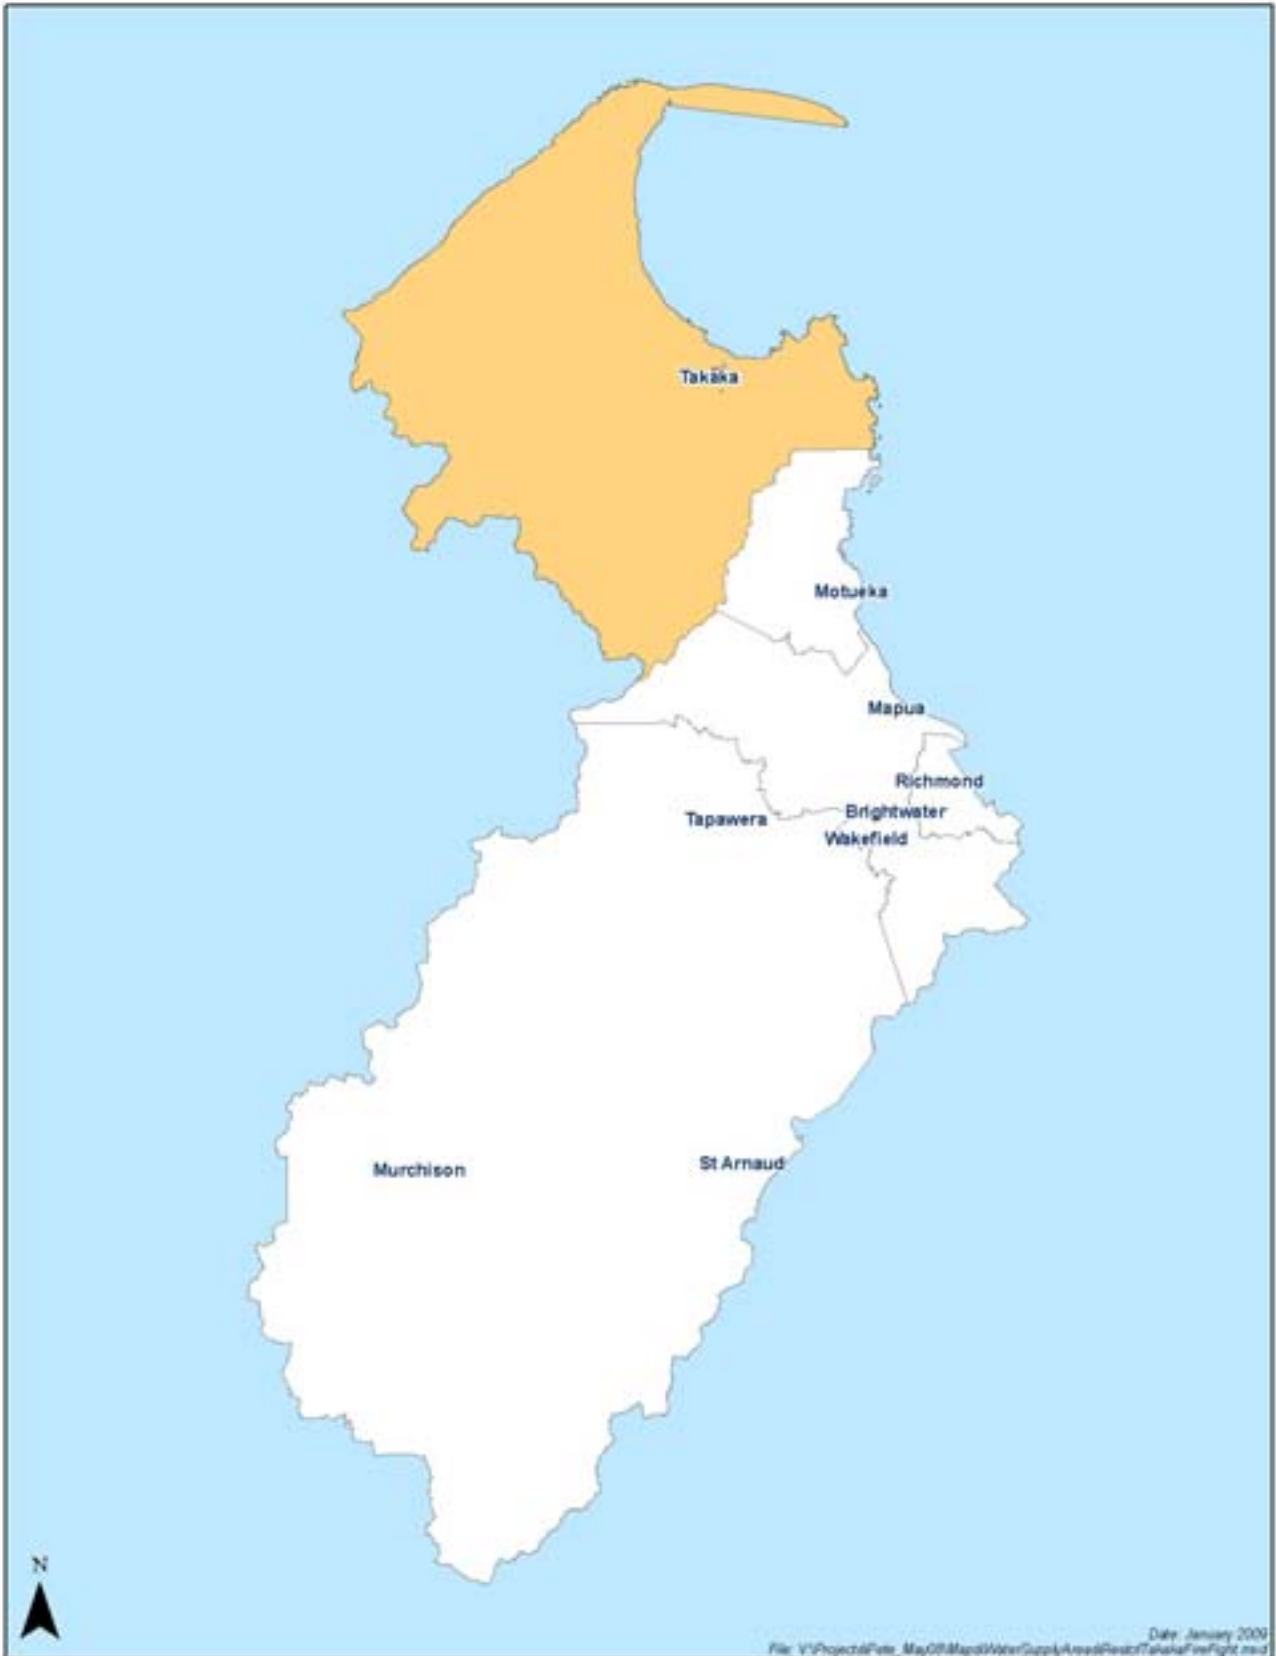 Takaka
Motueka
Mapua
Richmond
Brightwater
Tapawera
Wakefield
St Arnaud
Murchison
N
Date: January 2009